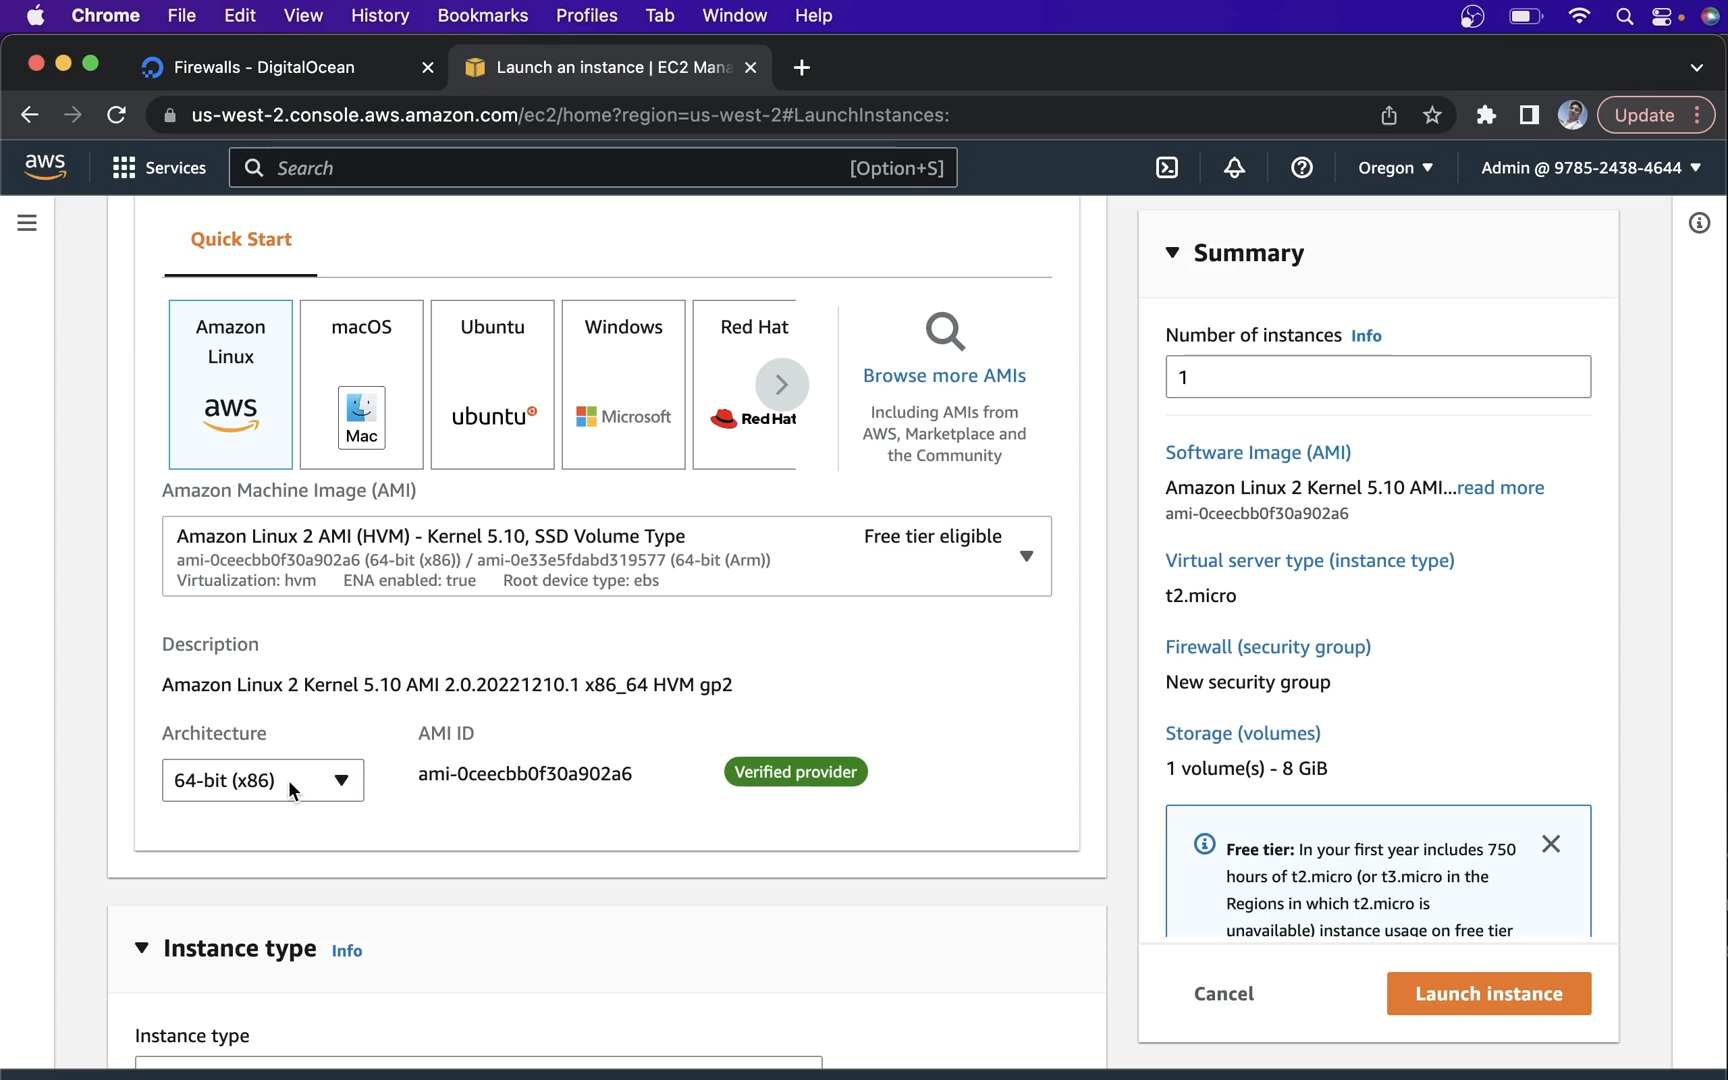 Chrome File Edit View History Bookmarks Profiles Tab Window Help
Firewalls - DigitalOcean
Launch an instance | EC2 Mana
us-west-2.console.aws.amazon.com/ec2/home?region=us-west-2#LaunchInstances:
Update
aws
Services
Search
[Option+S]
Oregon
Admin @ 9785-2438-4644
Quick Start
Amazon Linux
aws
macOS
Mac
Ubuntu
ubuntu
Windows
Microsoft
Red Hat
Red Hat
Browse more AMIs
Including AMIs from
AWS, Marketplace and
the Community
Amazon Machine Image (AMI)
Amazon Linux 2 AMI (HVM) - Kernel 5.10, SSD Volume Type
Free tier eligible
ami-0ceecbb0f30a902a6 (64-bit (x86)) / ami-0e33e5fdabd319577 (64-bit (Arm))
Virtualization: hvm ENA enabled: true Root device type: ebs
Description
Amazon Linux 2 Kernel 5.10 AMI 2.0.20221210.1 x86_64 HVM gp2
Architecture
AMI ID
64-bit (x86)
ami-0ceecbb0f30a902a6
Verified provider
Instance type Info
Instance type
Summary
Number of instances Info
1
Software Image (AMI)
Amazon Linux 2 Kernel 5.10 AMI...read more
ami-0ceecbb0f30a902a6
Virtual server type (instance type)
t2.micro
Firewall (security group)
New security group
Storage (volumes)
1 volume(s) - 8 GiB
Free tier: In your first year includes 750
hours of t2.micro (or t3.micro in the
Regions in which t2.micro is
unavailable) instance usage on free tier
Cancel
Launch instance